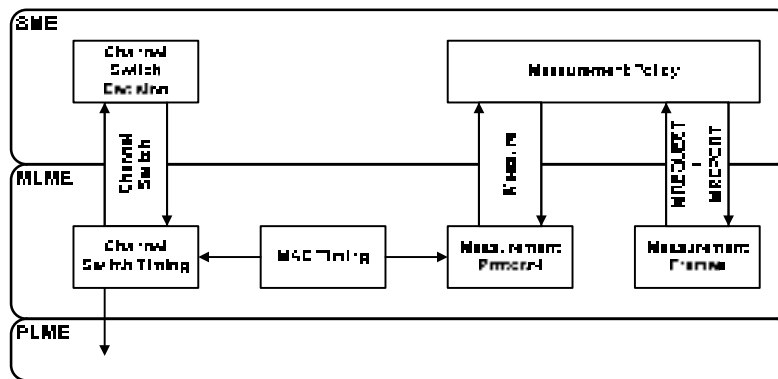 SME
Channel
Switch
Decision
Measurement Policy
Channel
Switch
Measure
MREQUEST
+
MREPORT
MLME
Channel
Switch Timing
MAC Timing
Measurement
Protocol
Measurement
Frames
PLME